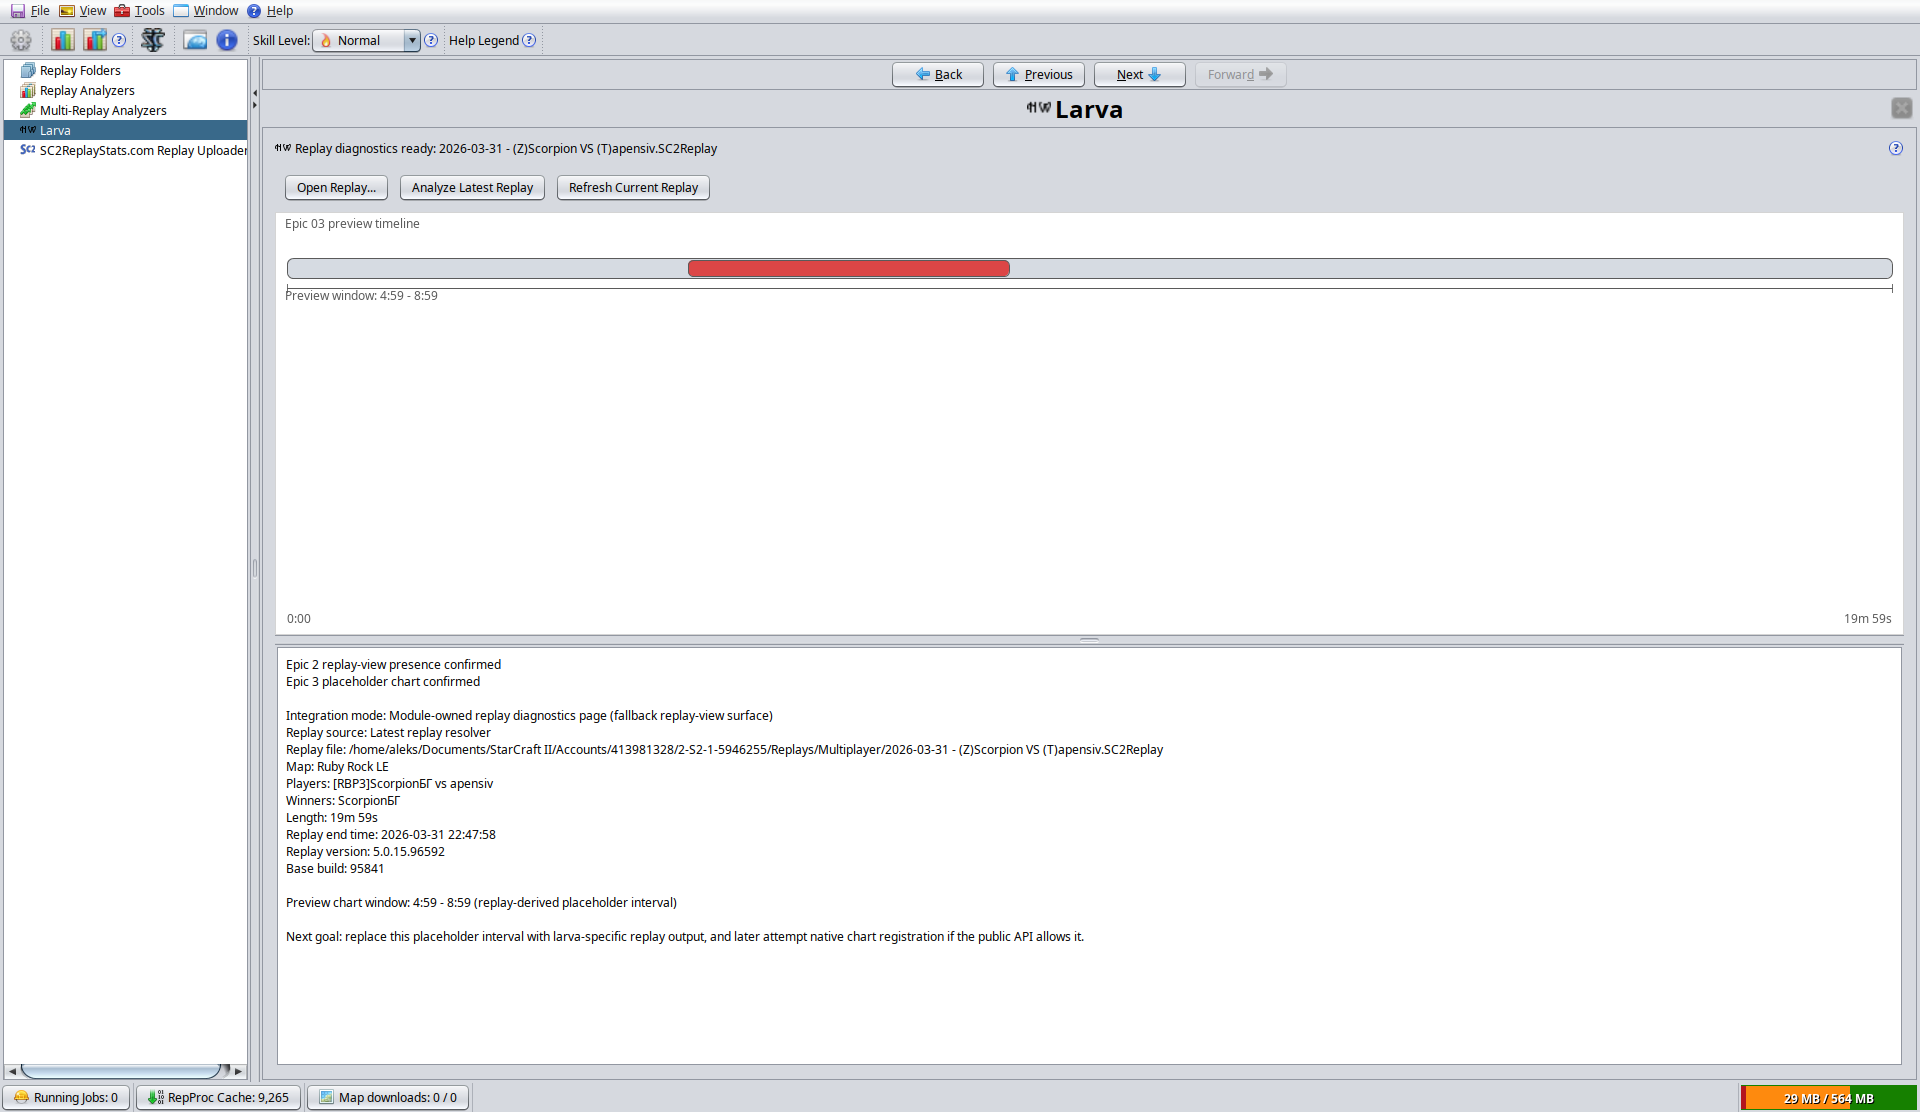 File View Tools Window Help
Skill Level: Normal Help Legend
Replay Folders
Replay Analyzers
Multi-Replay Analyzers
Larva
SC2 SC2ReplayStats.com Replay Uploader
Back Previous Next Forward
Larva
Replay diagnostics ready: 2026-03-31 - (Z)Scorpion VS (T)apensiv.SC2Replay
Open Replay... Analyze Latest Replay Refresh Current Replay
Epic 03 preview timeline
Preview window: 4:59 - 8:59
0:00 19m 59s
Epic 2 replay-view presence confirmed
Epic 3 placeholder chart confirmed
Integration mode: Module-owned replay diagnostics page (fallback replay-view surface)
Replay source: Latest replay resolver
Replay file: /home/aleks/Documents/StarCraft II/Accounts/413981328/2-S2-1-5946255/Replays/Multiplayer/2026-03-31 - (Z)Scorpion VS (T)apensiv.SC2Replay
Map: Ruby Rock LE
Players: [RBP3]ScorpionБГ vs apensiv
Winners: ScorpionБГ
Length: 19m 59s
Replay end time: 2026-03-31 22:47:58
Replay version: 5.0.15.96592
Base build: 95841
Preview chart window: 4:59 - 8:59 (replay-derived placeholder interval)
Next goal: replace this placeholder interval with larva-specific replay output, and later attempt native chart registration if the public API allows it.
Running Jobs: 0 RepProc Cache: 9,265 Map downloads: 0 / 0 29 MB / 564 MB